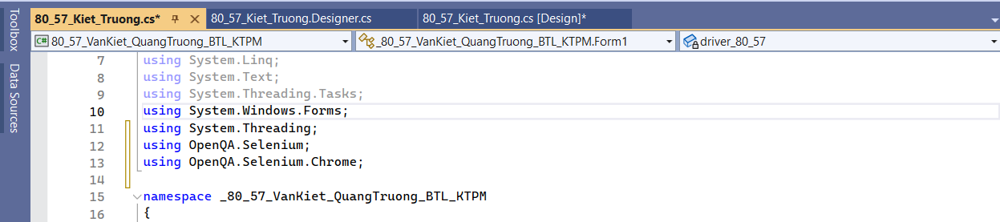 80_57_Kiet_Truong.cs*
80_57_Kiet_Truong.Designer.cs
80_57_Kiet_Truong.cs [Design]*
Toolbox
Data Sources
C# 80_57_VanKiet_QuangTruong_BTL_KTPM
_80_57_VanKiet_QuangTruong_BTL_KTPM.Form1
driver_80_57
7 using System.Linq;
8 using System.Text;
9 using System.Threading.Tasks;
10 using System.Windows.Forms;
11 using System.Threading;
12 using OpenQA.Selenium;
13 using OpenQA.Selenium.Chrome;
14
15 namespace _80_57_VanKiet_QuangTruong_BTL_KTPM
16 {